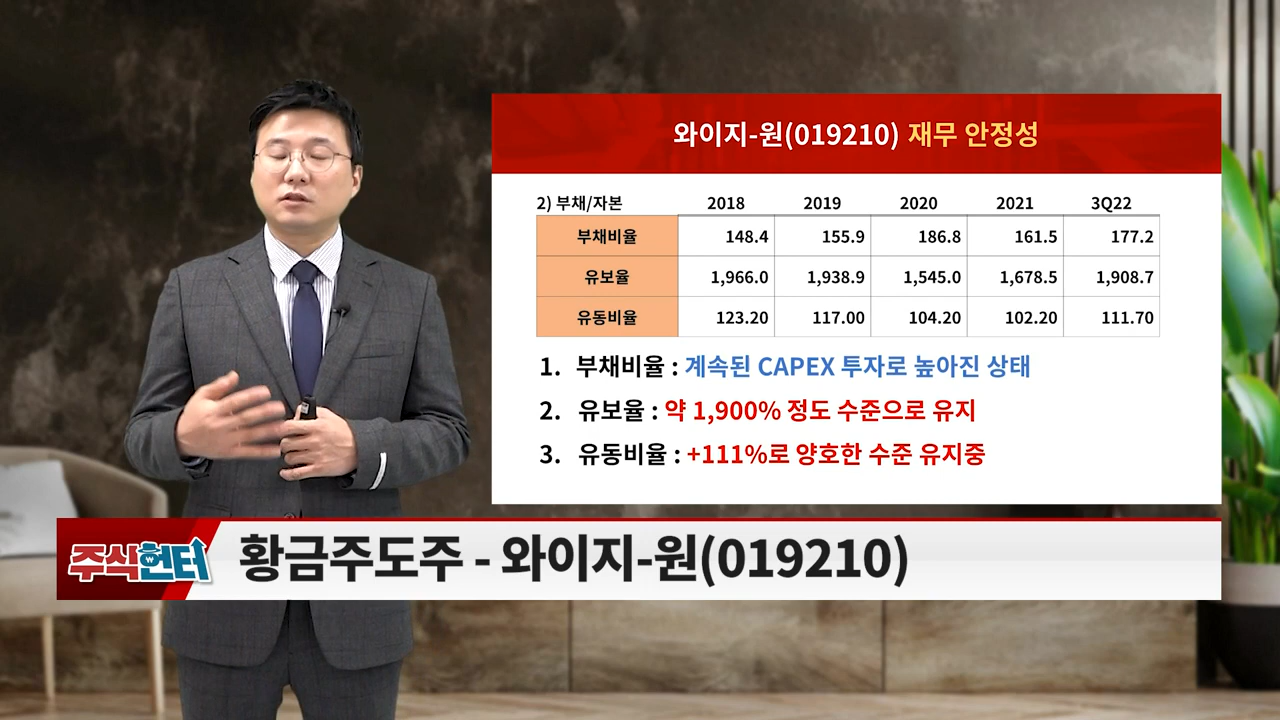 와이지-원(019210) 재무 안정성
2) 부채/자본 2018 2019 2020 2021 3Q22
부채비율 148.4 155.9 186.8 161.5 177.2
유보율 1,966.0 1,938.9 1,545.0 1,678.5 1,908.7
유동비율 123.20 117.00 104.20 102.20 111.70
1. 부채비율 : 계속된 CAPEX 투자로 높아진 상태
2. 유보율 : 약 1,900% 정도 수준으로 유지
3. 유동비율 : +111%로 양호한 수준 유지중
주식헌터 황금주도주 - 와이지-원(019210)